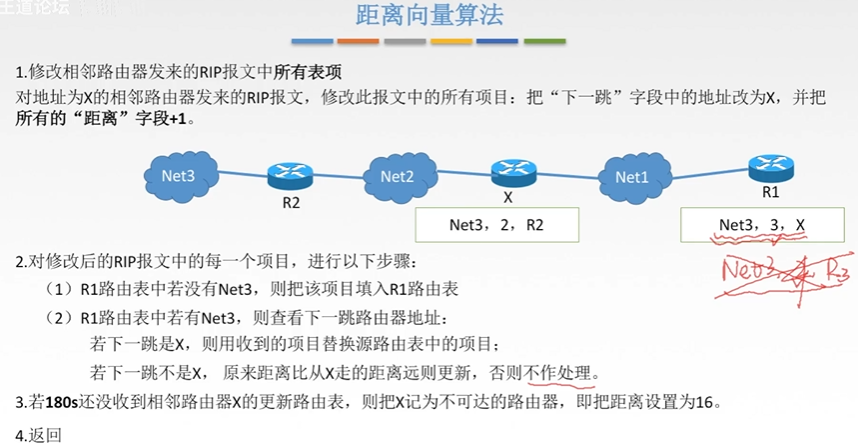 王道论坛
距离向量算法
1.修改相邻路由器发来的RIP报文中所有表项
对地址为X的相邻路由器发来的RIP报文，修改此报文中的所有项目：把“下一跳”字段中的地址改为X，并把
所有的“距离”字段+1。
Net3
R2
Net2
X
Net1
R1
Net3，2，R2
Net3，3，X
Net3
R3
2.对修改后的RIP报文中的每一个项目，进行以下步骤：
（1）R1路由表中若没有Net3，则把该项目填入R1路由表
（2）R1路由表中若有Net3，则查看下一跳路由器地址：
若下一跳是X，则用收到的项目替换源路由表中的项目；
若下一跳不是X，原来距离比从X走的距离远则更新，否则不作处理。
3.若180s还没收到相邻路由器X的更新路由表，则把X记为不可达的路由器，即把距离设置为16。
4.返回